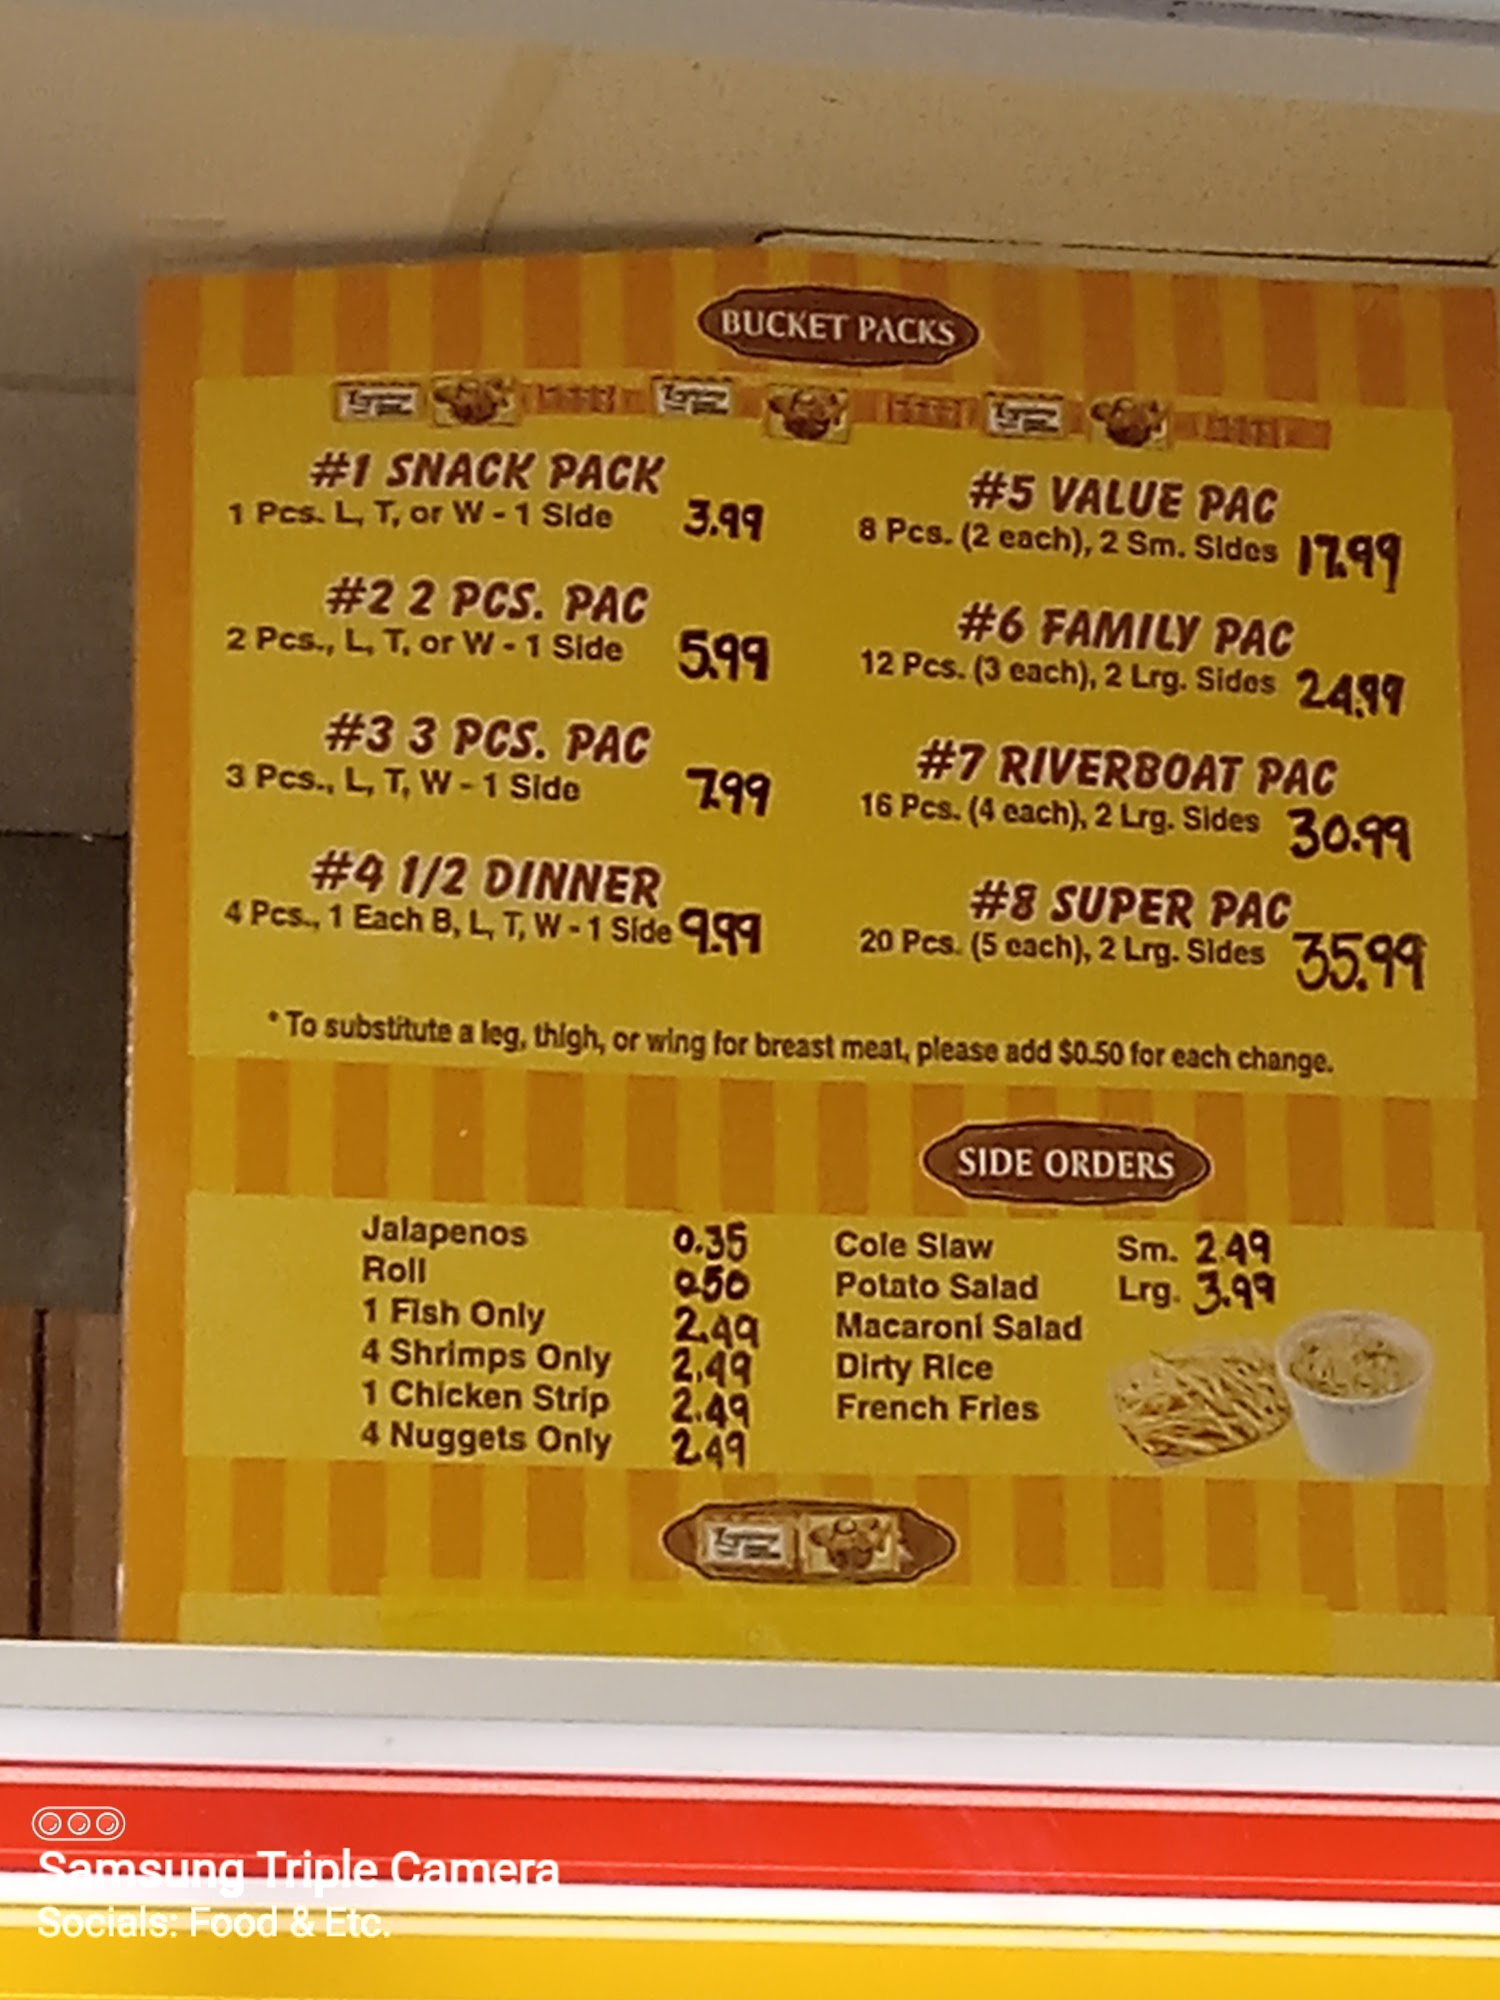 BUCKET PACKS
#1 SNACK PACK
1 Pcs. L, T, or W - 1 Side 3.99
#2 2 PCS. PAC
2 Pcs., L, T, or W - 1 Side 5.99
#3 3 PCS. PAC
3 Pcs., L, T, W - 1 Side 7.99
#4 1/2 DINNER
4 Pcs., 1 Each B, L, T, W - 1 Side 9.99
#5 VALUE PAC
8 Pcs. (2 each), 2 Sm. Sides 17.99
#6 FAMILY PAC
12 Pcs. (3 each), 2 Lrg. Sides 24.99
#7 RIVERBOAT PAC
16 Pcs. (4 each), 2 Lrg. Sides 30.99
#8 SUPER PAC
20 Pcs. (5 each), 2 Lrg. Sides 35.99
* To substitute a leg, thigh, or wing for breast meat, please add $0.50 for each change.
SIDE ORDERS
Jalapenos 0.35
Roll 0.50
1 Fish Only 2.49
4 Shrimps Only 2.49
1 Chicken Strip 2.49
4 Nuggets Only 2.49
Cole Slaw Sm. 2.49
Potato Salad Lrg. 3.99
Macaroni Salad
Dirty Rice
French Fries
Samsung Triple Camera
Socials: Food & Etc.